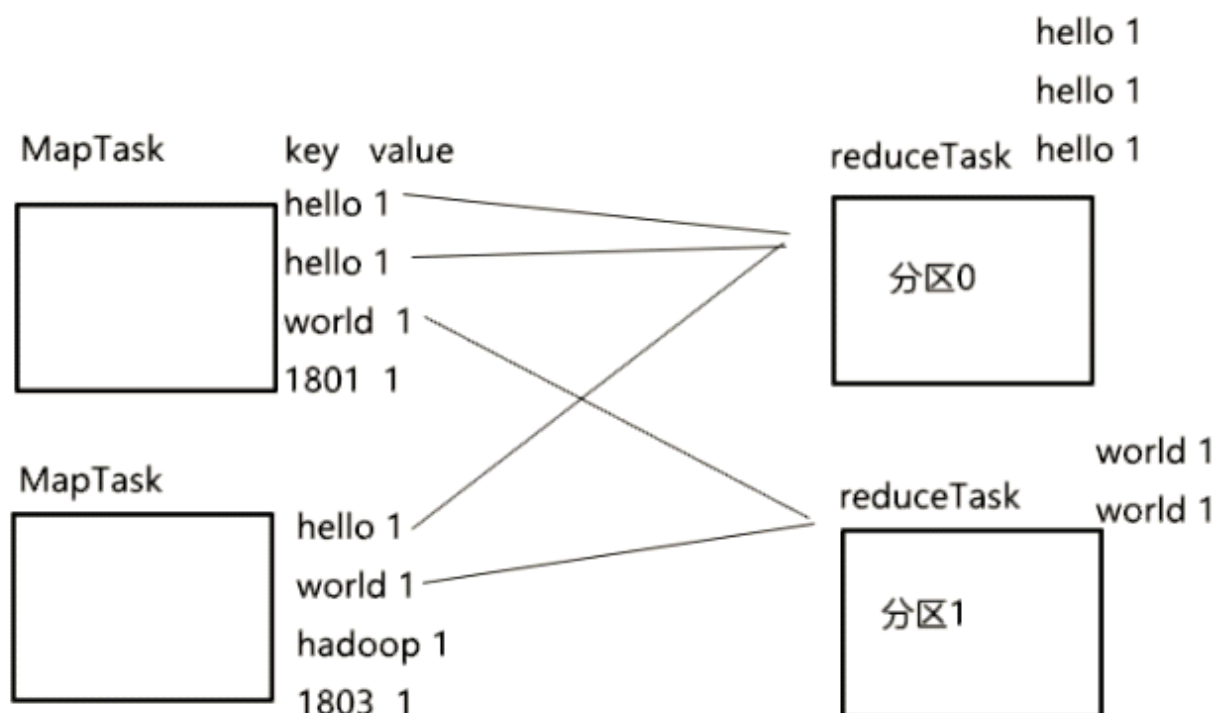 MapTask
key value
hello 1
hello 1
world 1
1801 1
MapTask
hello 1
world 1
hadoop 1
1803 1
hello 1
hello 1
hello 1
reduceTask
分区0
world 1
world 1
reduceTask
分区1